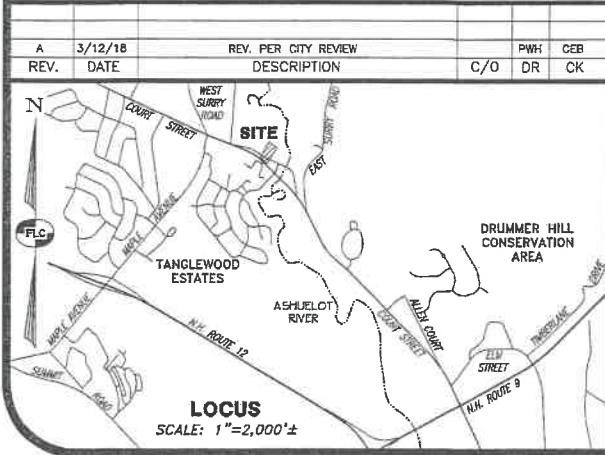 A 3/12/18 REV. PER CITY REVIEW PWH CEB
REV. DATE DESCRIPTION C/O DR CK
N
WEST
SURRY
ROAD
COURT STREET
SITE
EAST SURRY ROAD
FLC
MAPLE AVENUE
TANGLEWOOD
ESTATES
DRUMMER HILL
CONSERVATION
AREA
ASHUELOT
RIVER
COURT STREET
ALLEN COURT
TIMBERLANE DRIVE
MAPLE AVENUE
N.H. ROUTE 12
ELM
STREET
SUMMIT ROAD
N.H. ROUTE 9
LOCUS
SCALE: 1"=2,000'±